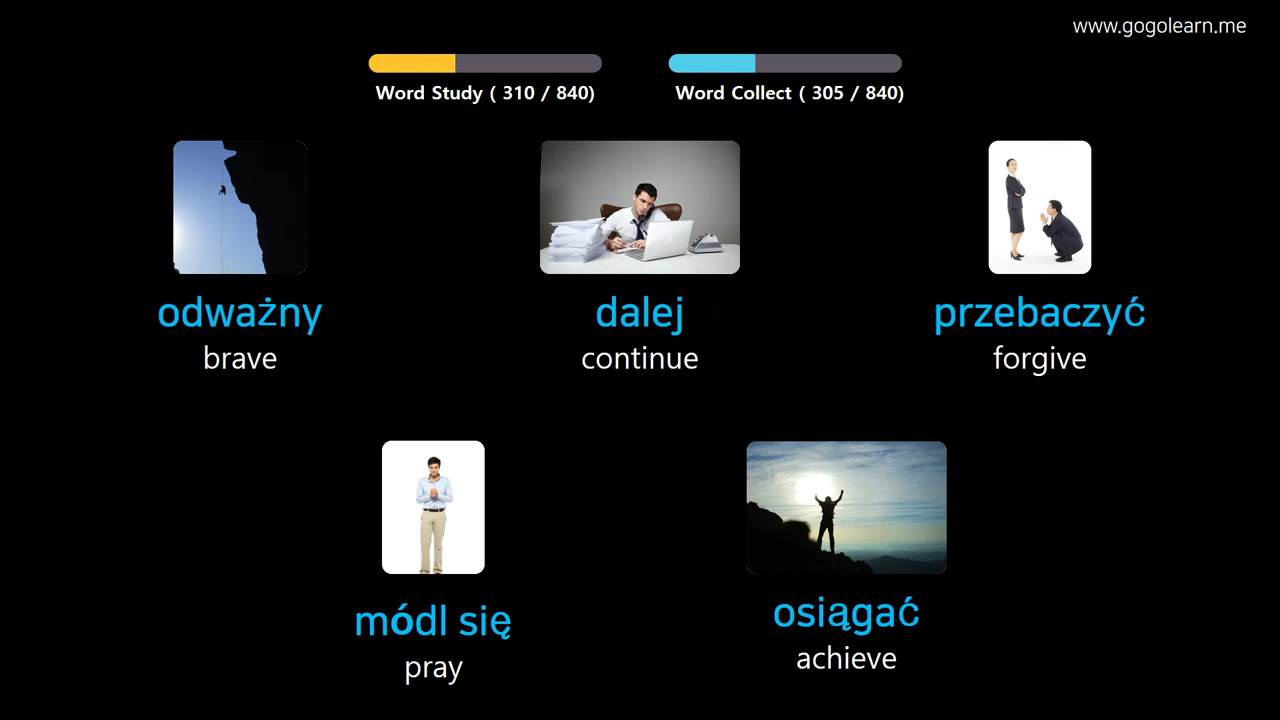 www.gogolearn.me
Word Study ( 310 / 840)
Word Collect ( 305 / 840)
odważny
brave
dalej
continue
przebaczyć
forgive
módl się
pray
osiągać
achieve